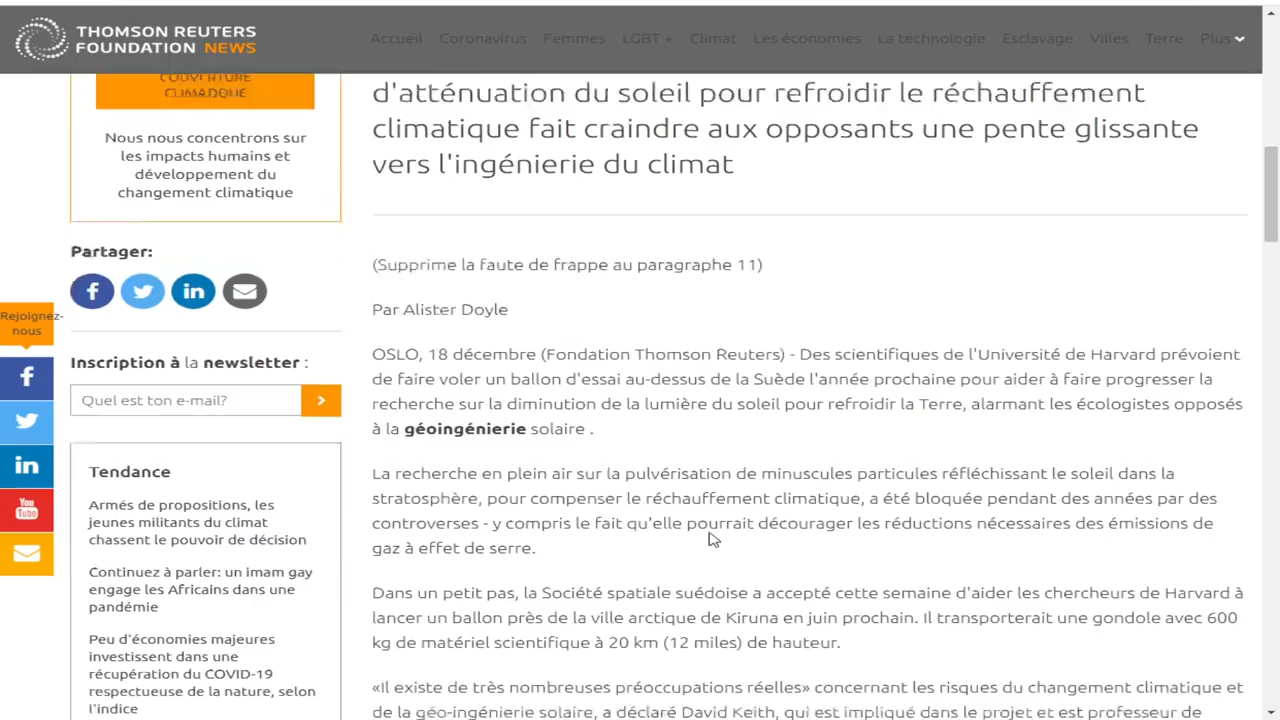 THOMSON REUTERS
FOUNDATION NEWS
Accueil Coronavirus Femmes LGBT + Climat Les économies La technologie Esclavage Villes Terre Plus
COUVERTURE
CLIMATIQUE
Nous nous concentrons sur
les impacts humains et
développement du
changement climatique
Partager:
f
in
Rejoignez-
nous
f
in
You
Tube
Inscription à la newsletter :
Quel est ton e-mail?
>
Tendance
Armés de propositions, les
jeunes militants du climat
chassent le pouvoir de décision
Continuez à parler: un imam gay
engage les Africains dans une
pandémie
Peu d'économies majeures
investissent dans une
récupération du COVID-19
respectueuse de la nature, selon
l'indice
d'atténuation du soleil pour refroidir le réchauffement
climatique fait craindre aux opposants une pente glissante
vers l'ingénierie du climat
(Supprime la faute de frappe au paragraphe 11)
Par Alister Doyle
OSLO, 18 décembre (Fondation Thomson Reuters) - Des scientifiques de l'Université de Harvard prévoient
de faire voler un ballon d'essai au-dessus de la Suède l'année prochaine pour aider à faire progresser la
recherche sur la diminution de la lumière du soleil pour refroidir la Terre, alarmant les écologistes opposés
à la géoingénierie solaire .
La recherche en plein air sur la pulvérisation de minuscules particules réfléchissant le soleil dans la
stratosphère, pour compenser le réchauffement climatique, a été bloquée pendant des années par des
controverses - y compris le fait qu'elle pourrait décourager les réductions nécessaires des émissions de
gaz à effet de serre.
Dans un petit pas, la Société spatiale suédoise a accepté cette semaine d'aider les chercheurs de Harvard à
lancer un ballon près de la ville arctique de Kiruna en juin prochain. Il transporterait une gondole avec 600
kg de matériel scientifique à 20 km (12 miles) de hauteur.
«Il existe de très nombreuses préoccupations réelles» concernant les risques du changement climatique et
de la géo-ingénierie solaire, a déclaré David Keith, qui est impliqué dans le projet et est professeur de